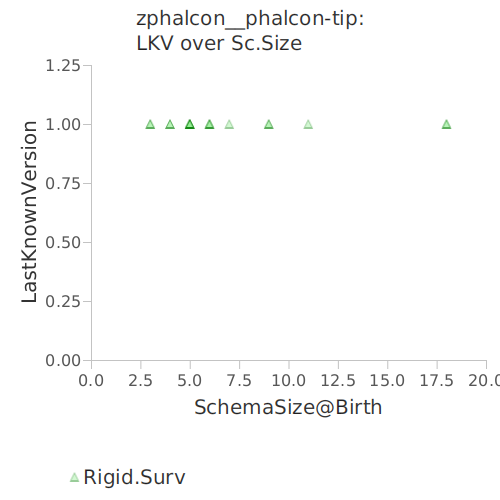 zphalcon__phalcon-tip:
LKV over Sc.Size
1.25
1.00
0.75
0.50
0.25
0.00
LastKnownVersion
0.0 2.5 5.0 7.5 10.0 12.5 15.0 17.5 20.0
SchemaSize@Birth
Rigid.Surv